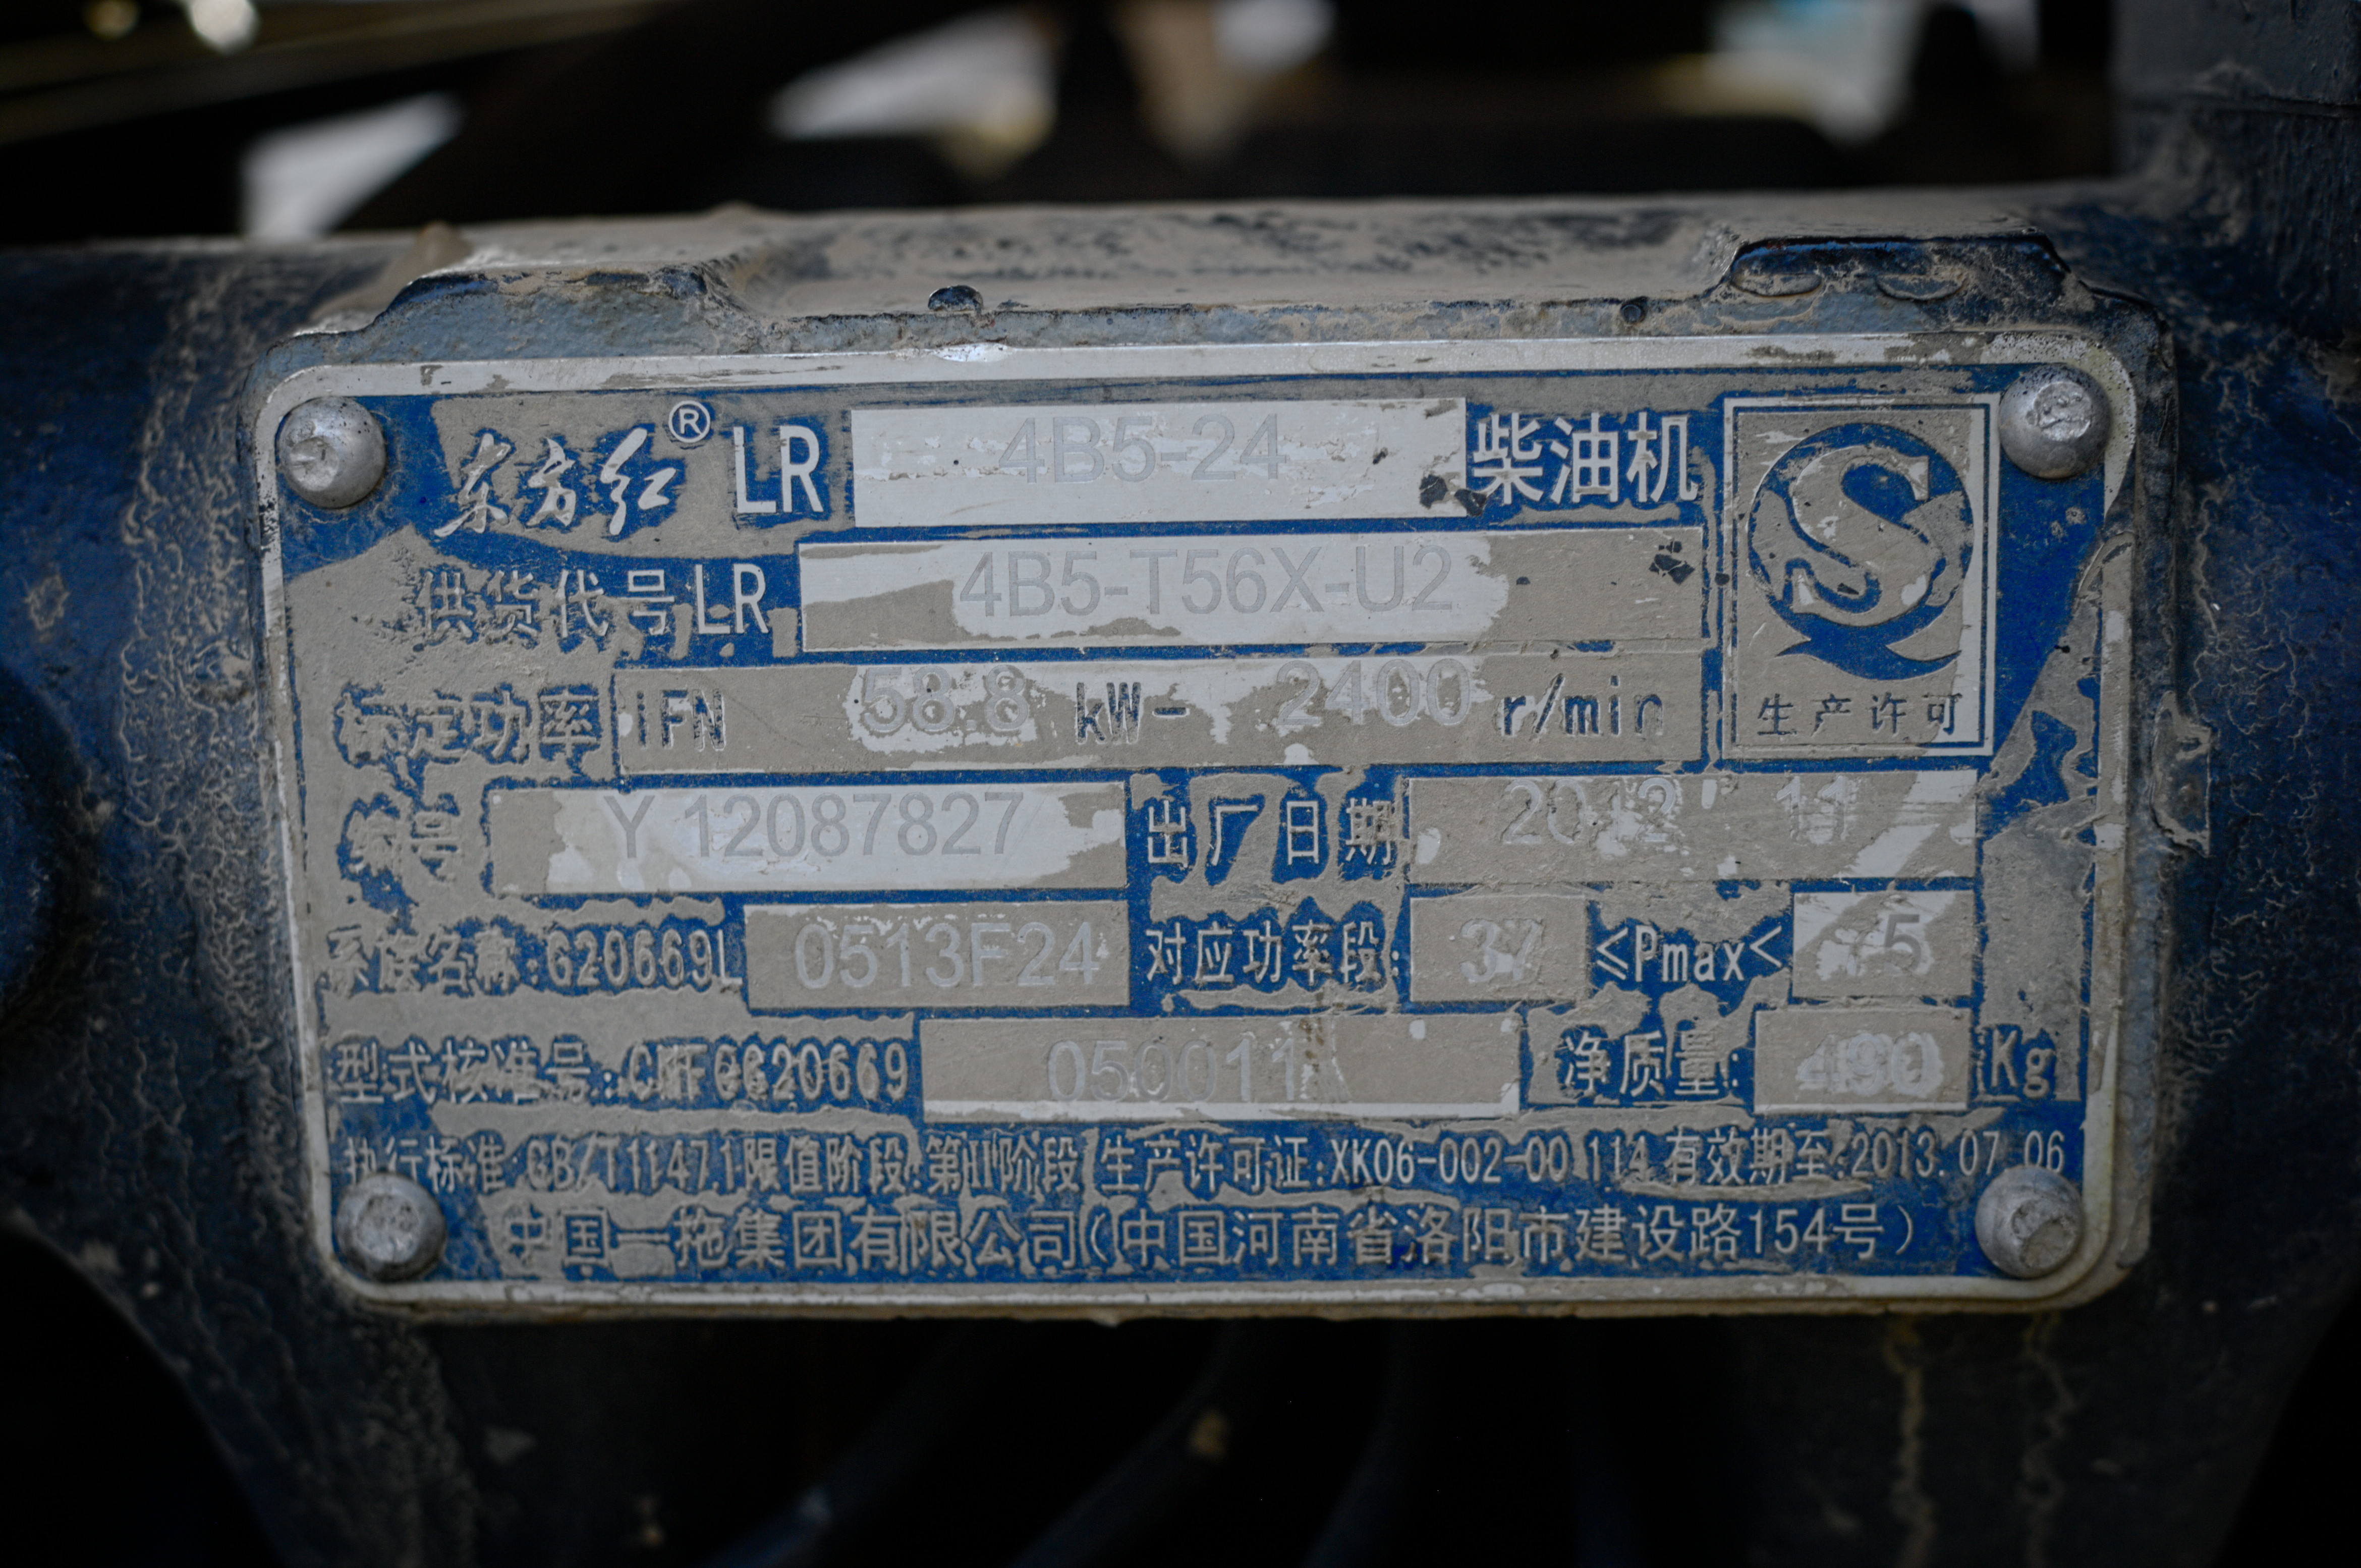 东方红® LR 4B5-24 柴油机
供货代号LR 4B5-T56X-U2
标定功率 iFN 58.8 kW- 2400 r/min
生产许可
编号 Y 12087827 出厂日期 2012 11
系族名称:G20669L 0513F24 对应功率段: 37 ≤Pmax< 75
型式核准号: 050011 净质量: Kg
执行标准:GB/T1147.1 限值阶段:第II阶段 生产许可证:XK06-002-00114 有效期至:2013.07.06
中国一拖集团有限公司(中国河南省洛阳市建设路154号)